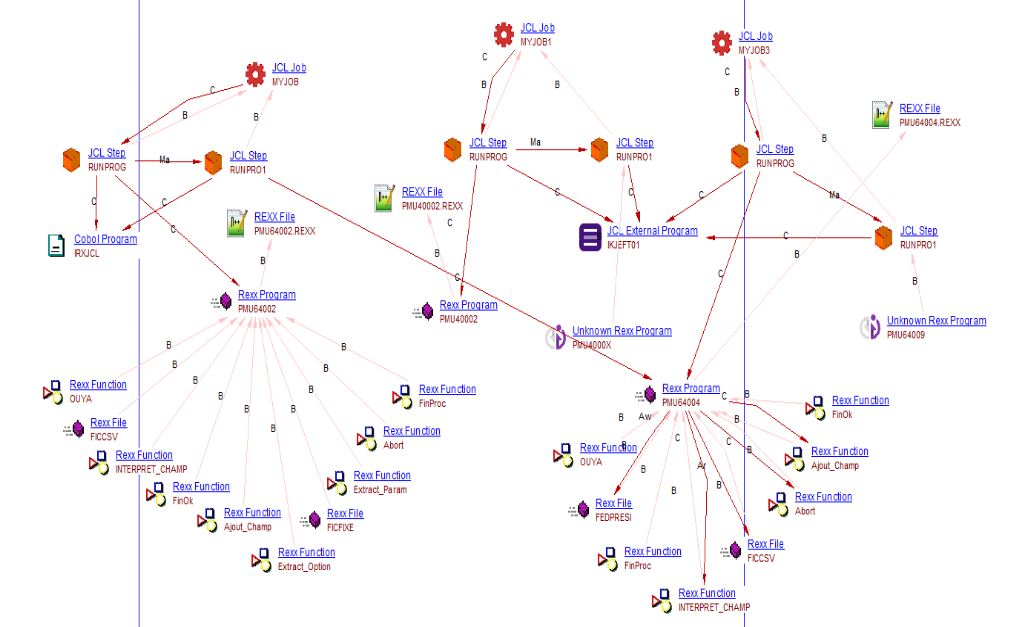 JCL Job
MYJOB1
JCL Job
MYJOB3
C
B
C
B
JCL Job
MYJOB
C
B
B
B
REXX File
PMU64004.REXX
B
JCL Step
RUNPROG
Ma
JCL Step
RUNPRO1
JCL Step
RUNPROG
Ma
JCL Step
RUNPRO1
JCL Step
RUNPROG
C
C
C
C
C
C
Ma
REXX File
PMU40002.REXX
REXX File
PMU64002.REXX
C
Cobol Program
IRXJCL
JCL External Program
IKJEFT01
C
JCL Step
RUNPRO1
B
B
B
C
C
B
Rexx Program
PMU64002
Rexx Program
PMU40002
Unknown Rexx Program
PMU4000X
Unknown Rexx Program
PMU64009
B
B
B
B
B
B
B
B
B
Rexx Function
OUYA
Rexx Function
FinProc
Rexx Program
PMU64004
C
B
Rexx Function
FinOk
B
Aw
B
Rexx File
FICCSV
Rexx Function
Abort
B
C
C
B
Rexx Function
INTERPRET_CHAMP
Rexx Function
OUYA
Rexx Function
Ajout_Champ
B
Ar
B
B
Rexx Function
FinOk
Rexx Function
Extract_Param
Rexx File
FEDPRESI
Rexx Function
Abort
Rexx Function
Ajout_Champ
Rexx File
FICFIXE
Rexx Function
Extract_Option
Rexx Function
FinProc
Rexx File
FICCSV
Rexx Function
INTERPRET_CHAMP